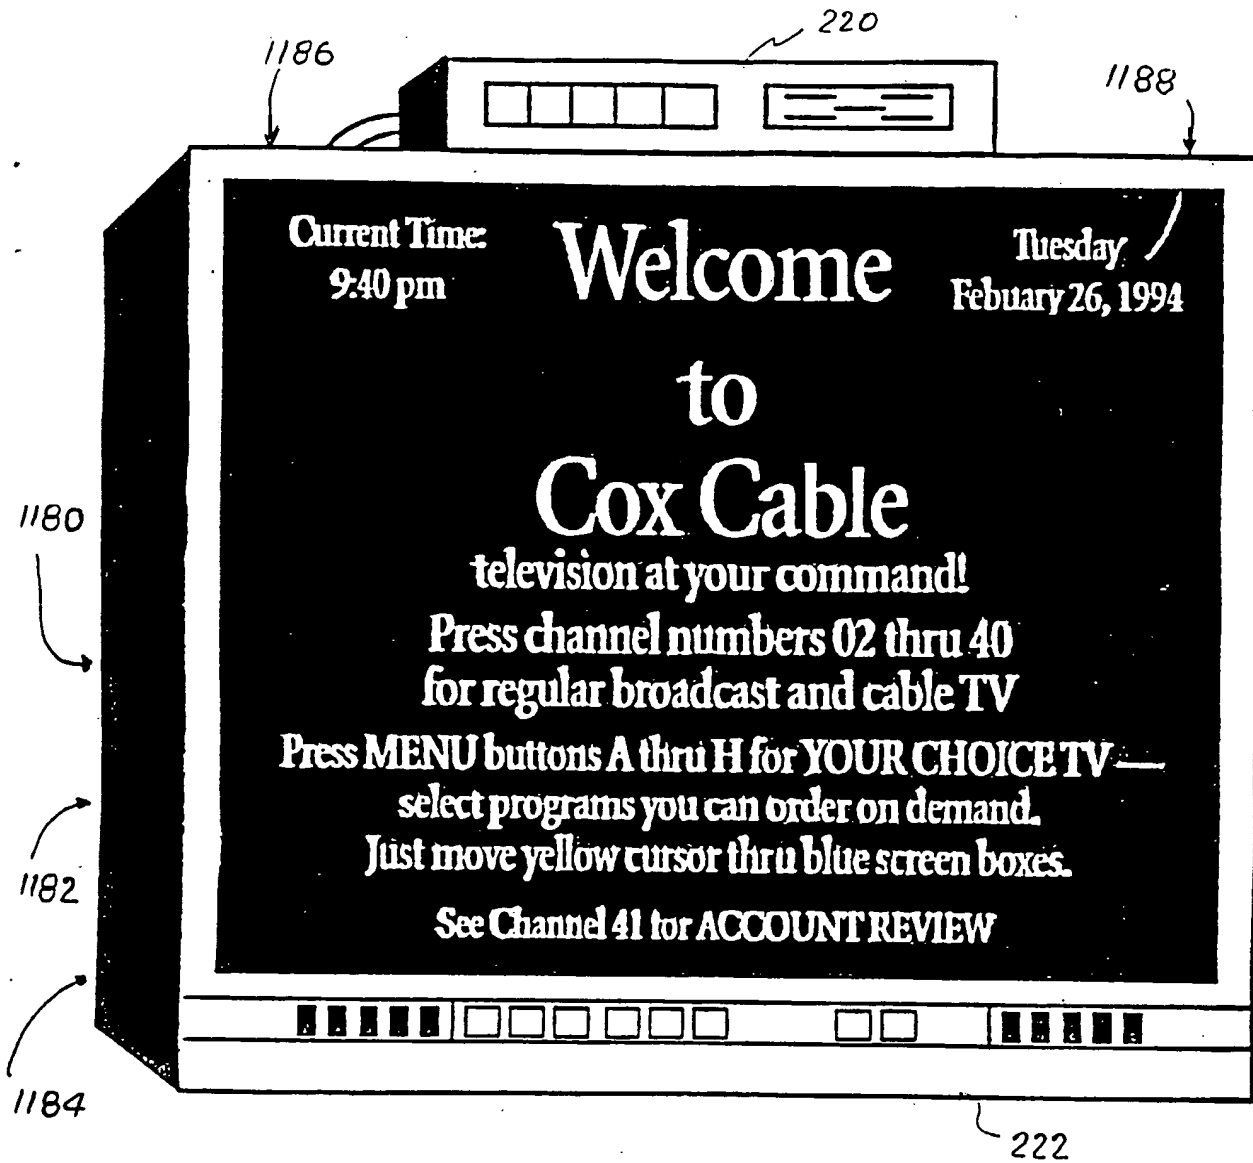 220
1186
1188
Current Time:
9:40 pm
Welcome
Tuesday
Febuary 26, 1994
to
Cox Cable
television at your command!
Press channel numbers 02 thru 40
for regular broadcast and cable TV
Press MENU buttons A thru H for YOUR CHOICE TV—
select programs you can order on demand.
Just move yellow cursor thru blue screen boxes.
See Channel 41 for ACCOUNT REVIEW
1180
1182
1184
222